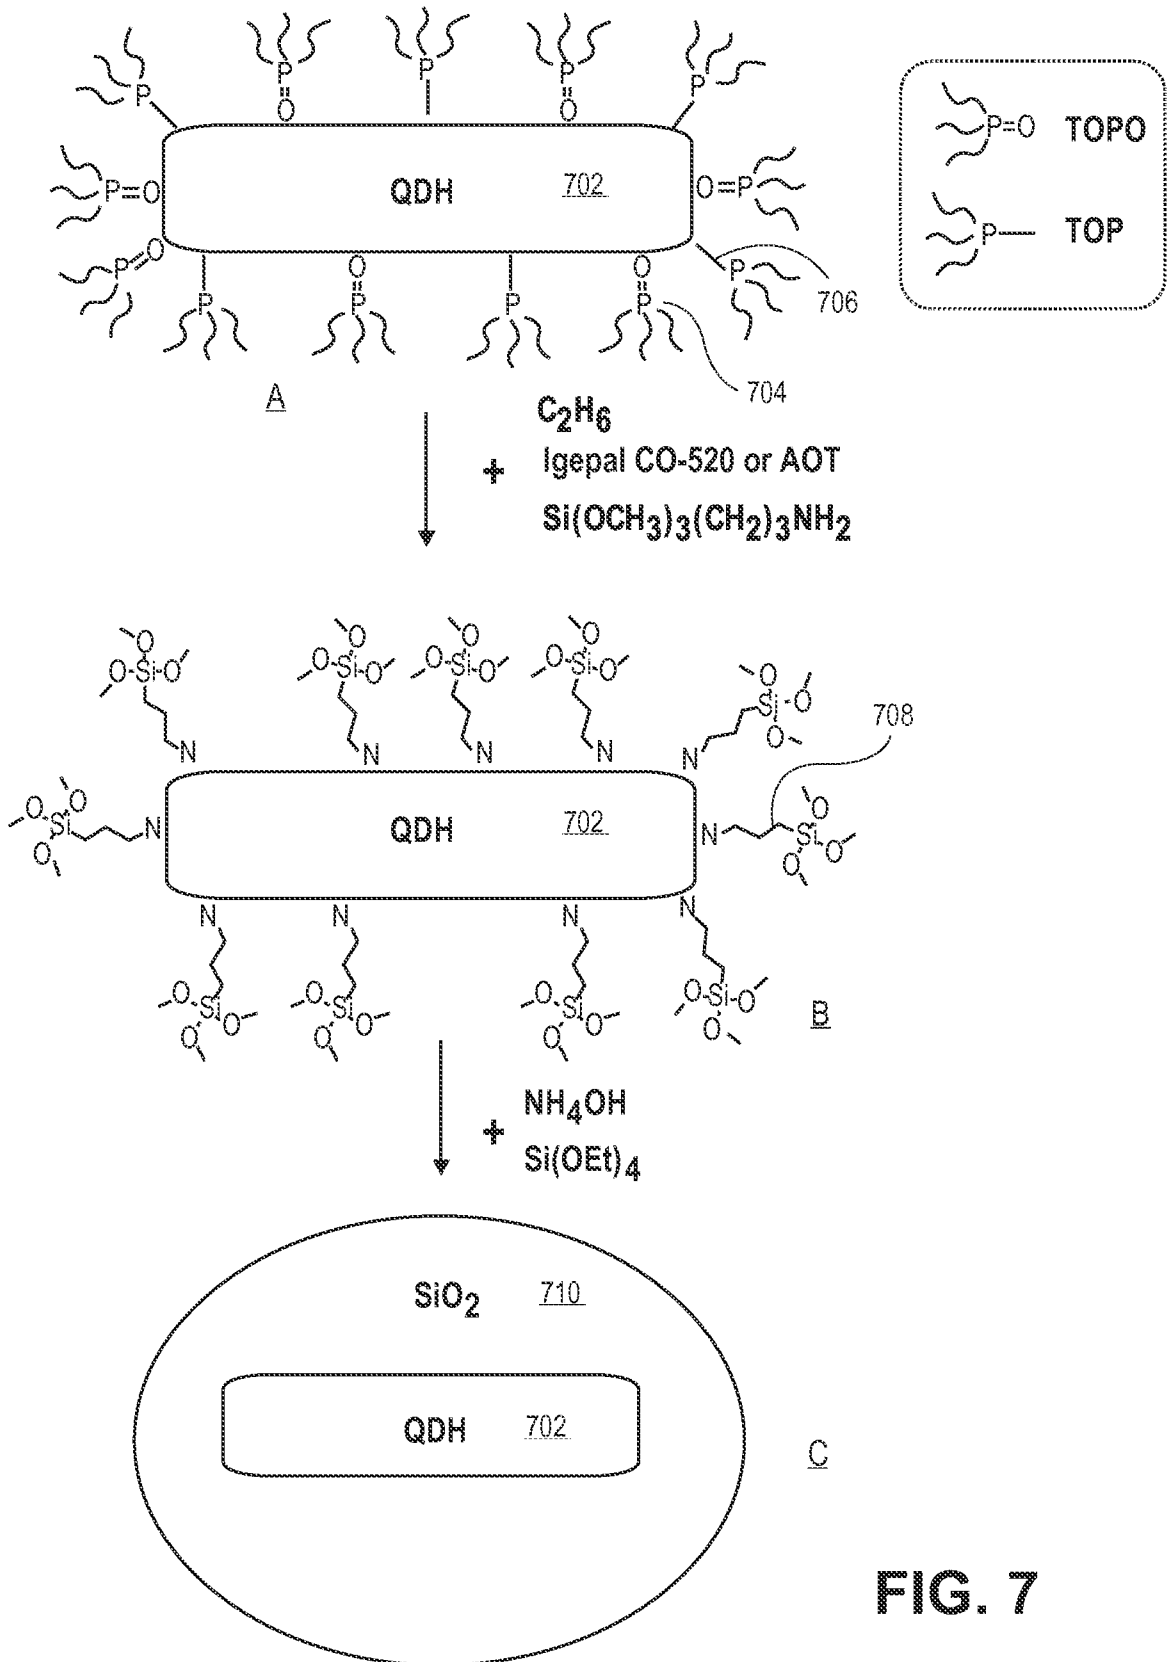 P P P P P
O O
P=O QDH 702 O=P
P O O O P
P P P P
706
704
P=O TOPO
P— TOP
A
C2H6
+ Igepal CO-520 or AOT
Si(OCH3)3(CH2)3NH2
O O O
O-Si-O O-Si-O O-Si-O O-Si-O
N N N N N
O Si O O
708
O O Si O N QDH 702 N Si O O O
N N N N
O-Si-O O-Si-O O-Si-O O-Si-O
O O O O
B
NH4OH
+
Si(OEt)4
SiO2 710
QDH 702
C
FIG. 7